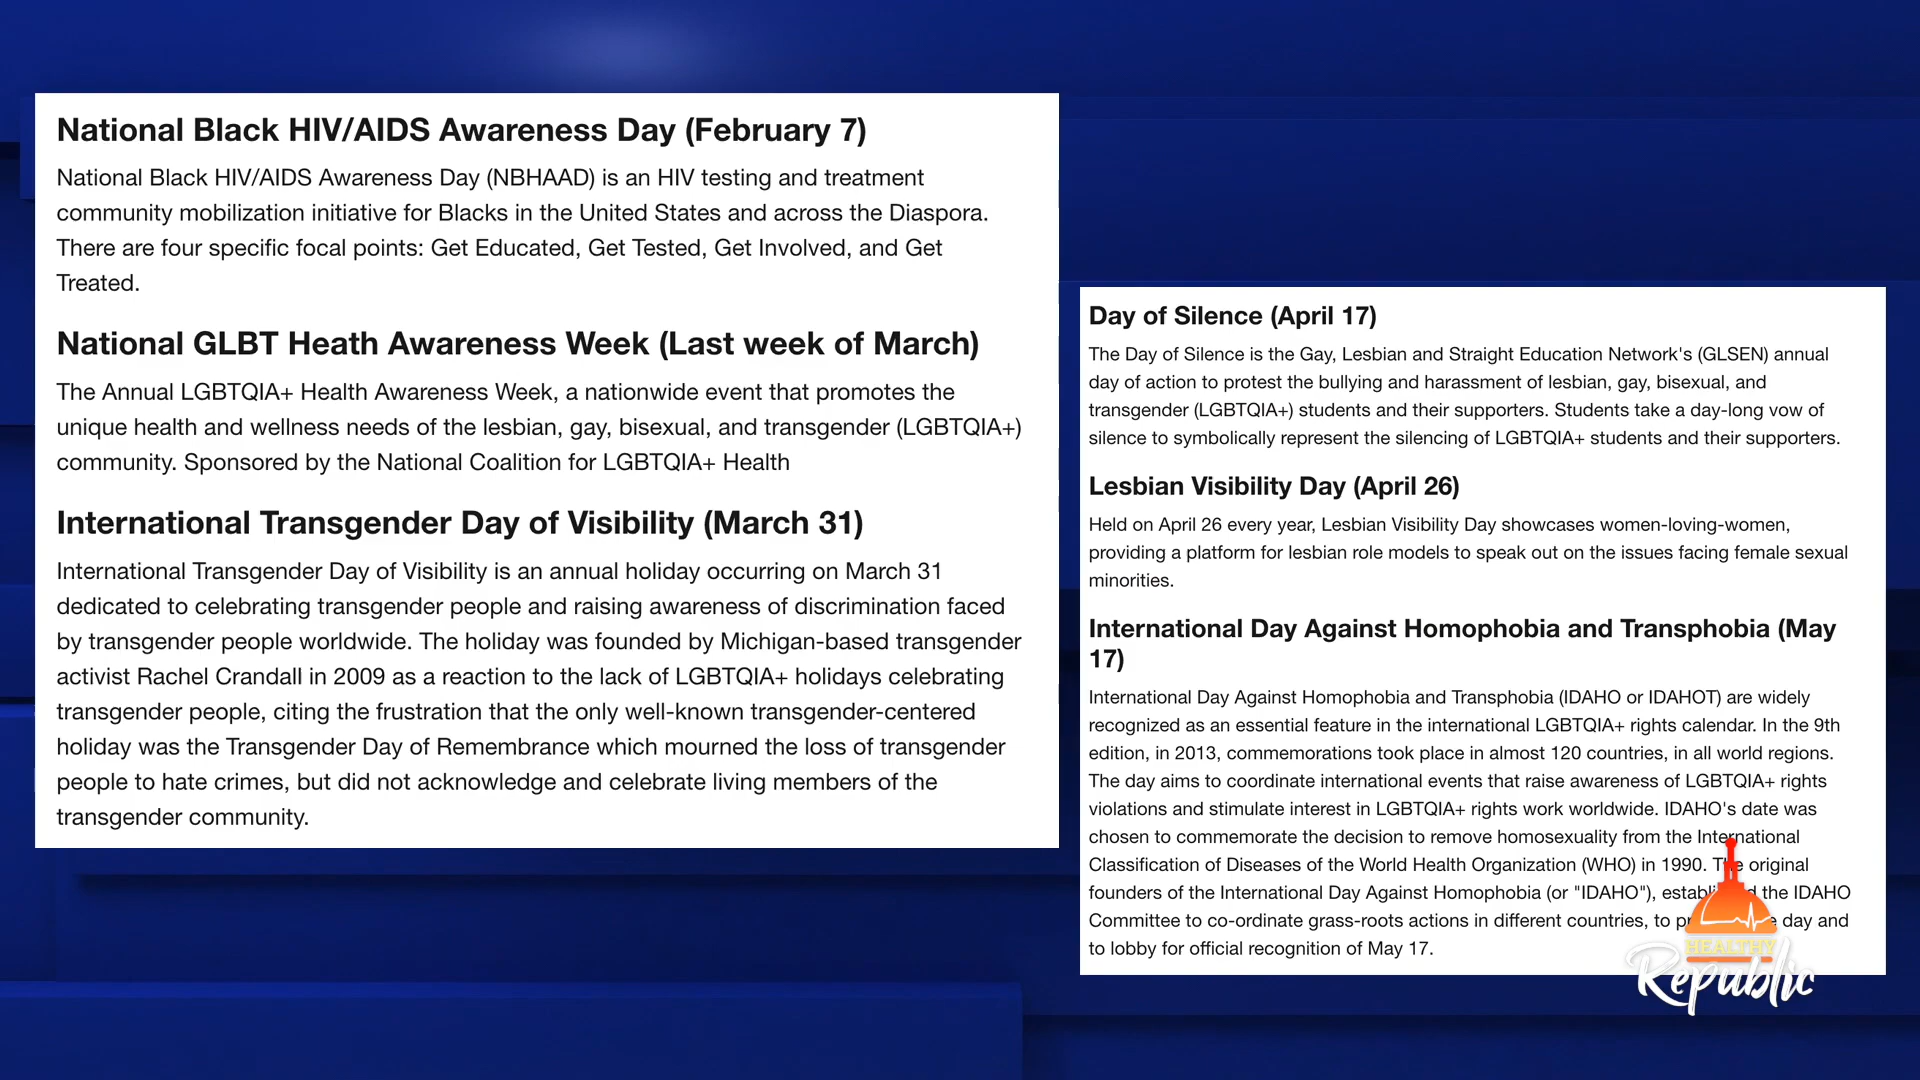 National Black HIV/AIDS Awareness Day (February 7)
National Black HIV/AIDS Awareness Day (NBHAAD) is an HIV testing and treatment
community mobilization initiative for Blacks in the United States and across the Diaspora.
There are four specific focal points: Get Educated, Get Tested, Get Involved, and Get
Treated.
National GLBT Heath Awareness Week (Last week of March)
The Annual LGBTQIA+ Health Awareness Week, a nationwide event that promotes the
unique health and wellness needs of the lesbian, gay, bisexual, and transgender (LGBTQIA+)
community. Sponsored by the National Coalition for LGBTQIA+ Health
International Transgender Day of Visibility (March 31)
International Transgender Day of Visibility is an annual holiday occurring on March 31
dedicated to celebrating transgender people and raising awareness of discrimination faced
by transgender people worldwide. The holiday was founded by Michigan-based transgender
activist Rachel Crandall in 2009 as a reaction to the lack of LGBTQIA+ holidays celebrating
transgender people, citing the frustration that the only well-known transgender-centered
holiday was the Transgender Day of Remembrance which mourned the loss of transgender
people to hate crimes, but did not acknowledge and celebrate living members of the
transgender community.
Day of Silence (April 17)
The Day of Silence is the Gay, Lesbian and Straight Education Network's (GLSEN) annual
day of action to protest the bullying and harassment of lesbian, gay, bisexual, and
transgender (LGBTQIA+) students and their supporters. Students take a day-long vow of
silence to symbolically represent the silencing of LGBTQIA+ students and their supporters.
Lesbian Visibility Day (April 26)
Held on April 26 every year, Lesbian Visibility Day showcases women-loving-women,
providing a platform for lesbian role models to speak out on the issues facing female sexual
minorities.
International Day Against Homophobia and Transphobia (May
17)
International Day Against Homophobia and Transphobia (IDAHO or IDAHOT) are widely
recognized as an essential feature in the international LGBTQIA+ rights calendar. In the 9th
edition, in 2013, commemorations took place in almost 120 countries, in all world regions.
The day aims to coordinate international events that raise awareness of LGBTQIA+ rights
violations and stimulate interest in LGBTQIA+ rights work worldwide. IDAHO's date was
chosen to commemorate the decision to remove homosexuality from the International
Classification of Diseases of the World Health Organization (WHO) in 1990. The original
founders of the International Day Against Homophobia (or "IDAHO"), the IDAHO
Committee to co-ordinate grass-roots actions in different countries, to day and
to lobby for official recognition of May 17.
HEALTHY
Republic